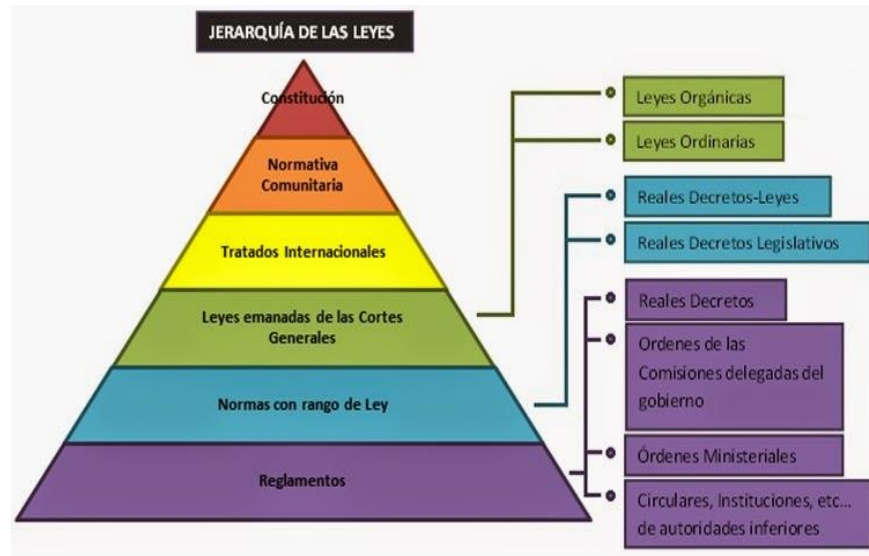 JERARQUÍA DE LAS LEYES
Constitución
Normativa
Comunitaria
Tratados Internacionales
Leyes emanadas de las Cortes
Generales
Normas con rango de Ley
Reglamentos
Leyes Orgánicas
Leyes Ordinarias
Reales Decretos-Leyes
Reales Decretos Legislativos
Reales Decretos
Ordenes de las
Comisiones delegadas del
gobierno
Órdenes Ministeriales
Circulares, Instituciones, etc...
de autoridades inferiores